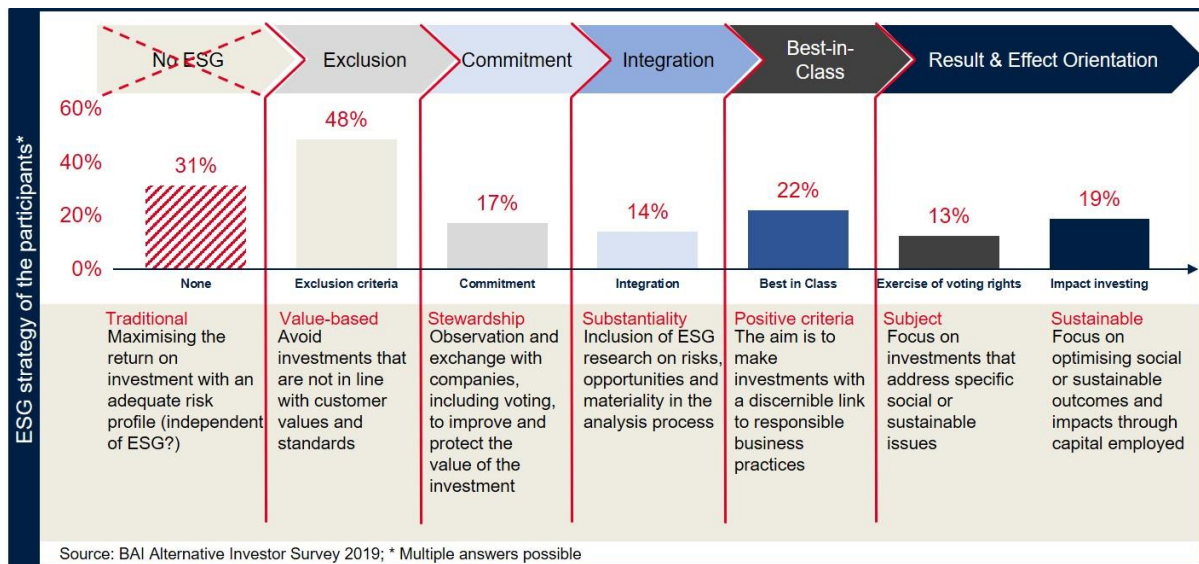 ESG strategy of the participants*
No ESG
Exclusion
Commitment
Integration
Best-in-
Class
Result & Effect Orientation
60%
40%
20%
0%
31%
48%
17%
14%
22%
13%
19%
None
Exclusion criteria
Commitment
Integration
Best in Class
Exercise of voting rights
Impact investing
Traditional
Maximising the
return on
investment with an
adequate risk
profile (independent
of ESG?)
Value-based
Avoid
investments that
are not in line
with customer
values and
standards
Stewardship
Observation and
exchange with
companies,
including voting,
to improve and
protect the
value of the
investment
Substantiality
Inclusion of ESG
research on risks,
opportunities and
materiality in the
analysis process
Positive criteria
The aim is to
make
investments with
a discernible link
to responsible
business
practices
Subject
Focus on
investments that
address specific
social or
sustainable
issues
Sustainable
Focus on
optimising social
or sustainable
outcomes and
impacts through
capital employed
Source: BAI Alternative Investor Survey 2019; * Multiple answers possible